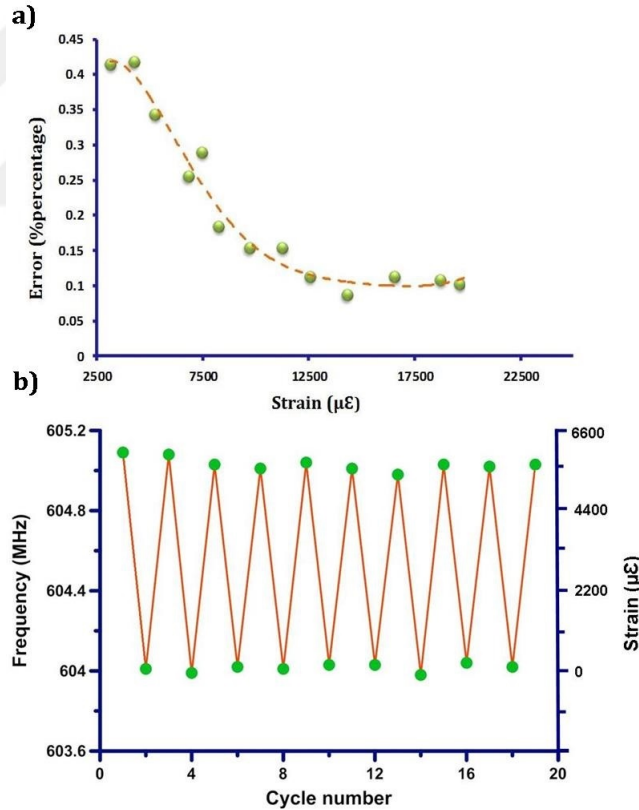 a)
0.45
0.4
0.35
0.3
0.25
0.2
0.15
0.1
0.05
0
Error (%percentage)
2500 7500 12500 17500 22500
Strain (µƐ)
b)
605.2
604.8
604.4
604
603.6
Frequency (MHz)
6600
4400
2200
0
Strain (µƐ)
0 4 8 12 16 20
Cycle number